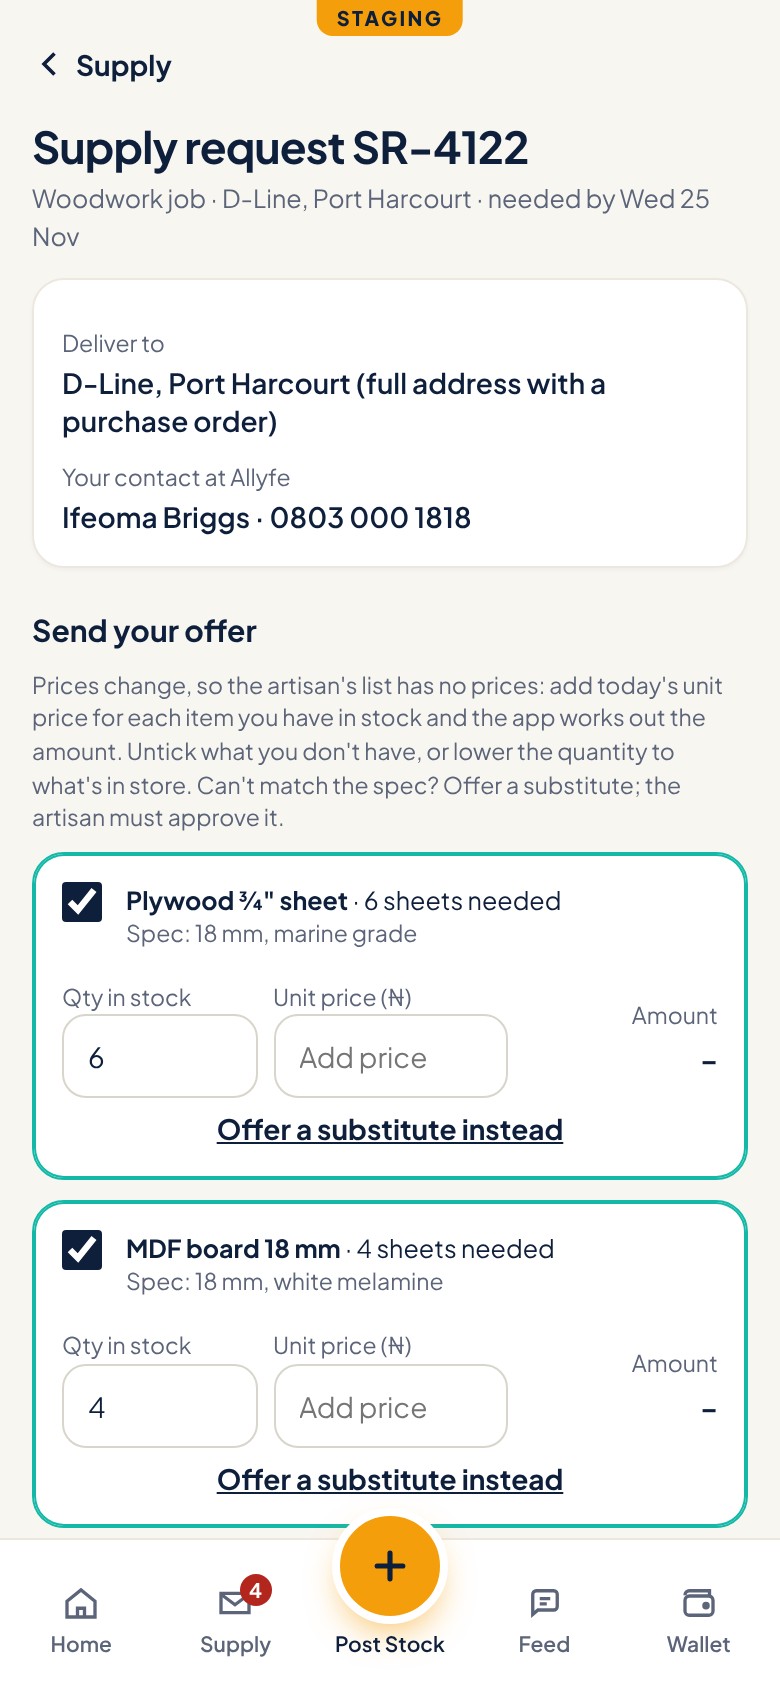 STAGING
Supply
Supply request SR-4122
Woodwork job · D-Line, Port Harcourt · needed by Wed 25
Nov
Deliver to
D-Line, Port Harcourt (full address with a
purchase order)
Your contact at Allyfe
Ifeoma Briggs · 0803 000 1818
Send your offer
Prices change, so the artisan's list has no prices: add today's unit
price for each item you have in stock and the app works out the
amount. Untick what you don't have, or lower the quantity to
what's in store. Can't match the spec? Offer a substitute; the
artisan must approve it.
Plywood ¾" sheet · 6 sheets needed
Spec: 18 mm, marine grade
Qty in stock Unit price (₦) Amount
6 Add price –
Offer a substitute instead
MDF board 18 mm · 4 sheets needed
Spec: 18 mm, white melamine
Qty in stock Unit price (₦) Amount
4 Add price –
Offer a substitute instead
4
Home Supply Post Stock Feed Wallet